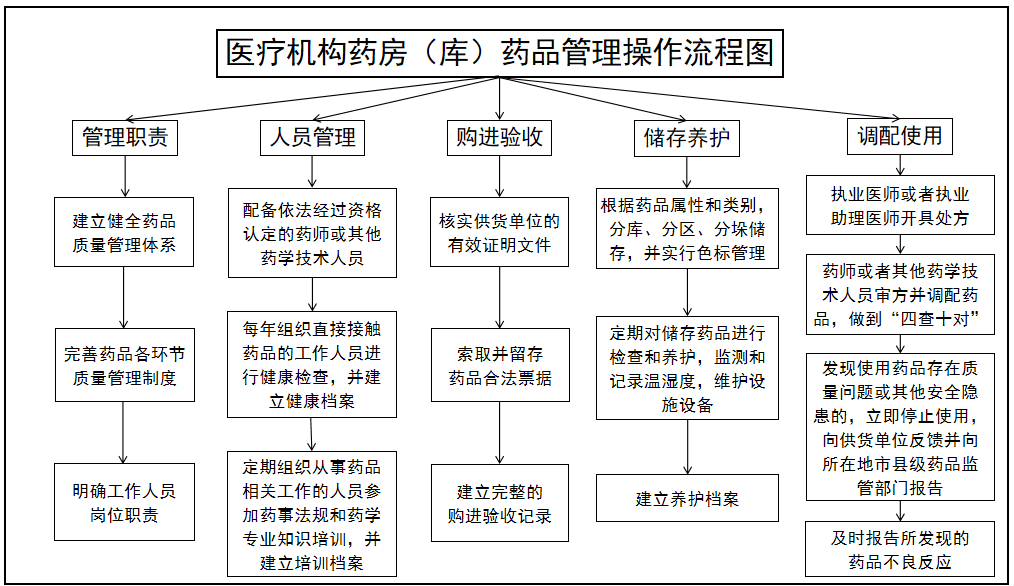 医疗机构药房（库）药品管理操作流程图
管理职责
建立健全药品
质量管理体系
完善药品各环节
质量管理制度
明确工作人员
岗位职责
人员管理
配备依法经过资格
认定的药师或其他
药学技术人员
每年组织直接接触
药品的工作人员进
行健康检查，并建
立健康档案
定期组织从事药品
相关工作的人员参
加药事法规和药学
专业知识培训，并
建立培训档案
购进验收
核实供货单位的
有效证明文件
索取并留存
药品合法票据
建立完整的
购进验收记录
储存养护
根据药品属性和类别，
分库、分区、分垛储
存，并实行色标管理
定期对储存药品进行
检查和养护，监测和
记录温湿度，维护设
施设备
建立养护档案
调配使用
执业医师或者执业
助理医师开具处方
药师或者其他药学技
术人员审方并调配药
品，做到“四查十对”
发现使用药品存在质
量问题或其他安全隐
患的，立即停止使用，
向供货单位反馈并向
所在地市县级药品监
管部门报告
及时报告所发现的
药品不良反应